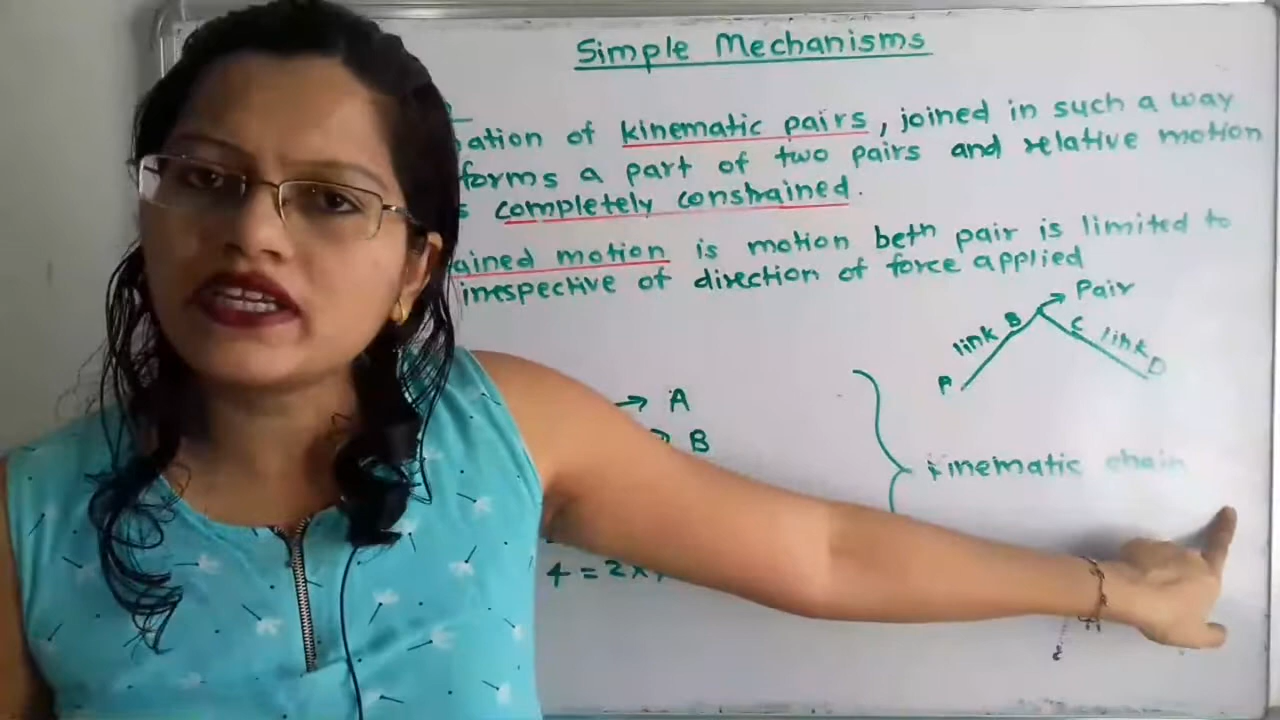 Simple Mechanisms
ation of kinematic pairs, joined in such a way
forms a part of two pairs and relative motion
s completely constrained.
ained motion is motion betn pair is limited to
irrespective of direction of force applied
Pair
link B
C link D
A
→ A
→ B
kinematic chain
4 = 2x